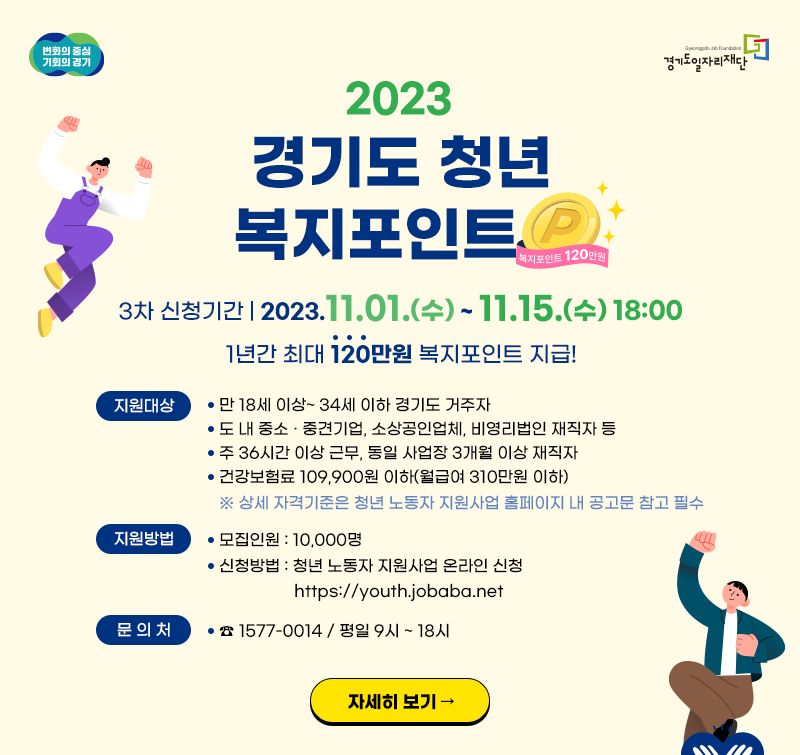 변화의 중심
기회의 경기
Gyeonggido Job Foundation
경기도일자리재단
2023
경기도 청년
복지포인트
P
복지포인트 120만원
3차 신청기간 | 2023.11.01.(수) ~ 11.15.(수) 18:00
1년간 최대 120만원 복지포인트 지급!
지원대상
• 만 18세 이상~ 34세 이하 경기도 거주자
• 도 내 중소 · 중견기업, 소상공인업체, 비영리법인 재직자 등
• 주 36시간 이상 근무, 동일 사업장 3개월 이상 재직자
• 건강보험료 109,900원 이하(월급여 310만원 이하)
※ 상세 자격기준은 청년 노동자 지원사업 홈페이지 내 공고문 참고 필수
지원방법
• 모집인원 : 10,000명
• 신청방법 : 청년 노동자 지원사업 온라인 신청
https://youth.jobaba.net
문 의 처
• ☎ 1577-0014 / 평일 9시 ~ 18시
자세히 보기 →